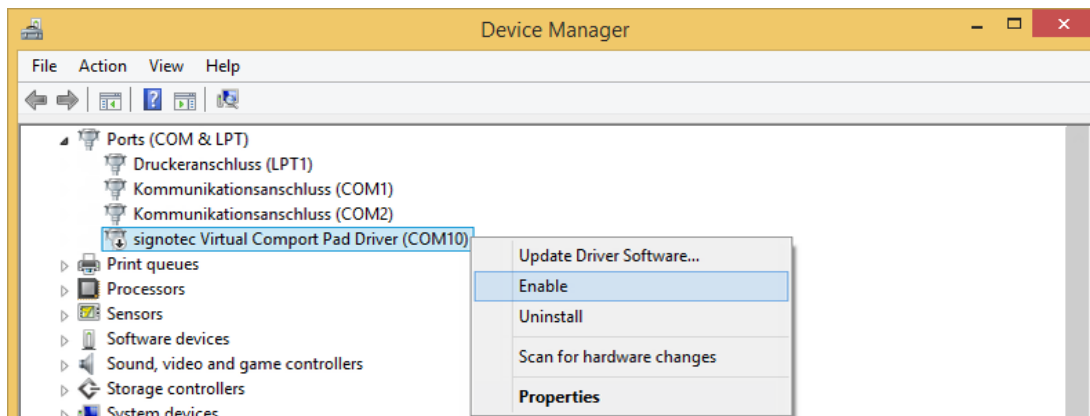 Device Manager
File Action View Help
Ports (COM & LPT)
Druckeranschluss (LPT1)
Kommunikationsanschluss (COM1)
Kommunikationsanschluss (COM2)
signotec Virtual Comport Pad Driver (COM10)
Print queues
Processors
Sensors
Software devices
Sound, video and game controllers
Storage controllers
System devices
Update Driver Software...
Enable
Uninstall
Scan for hardware changes
Properties